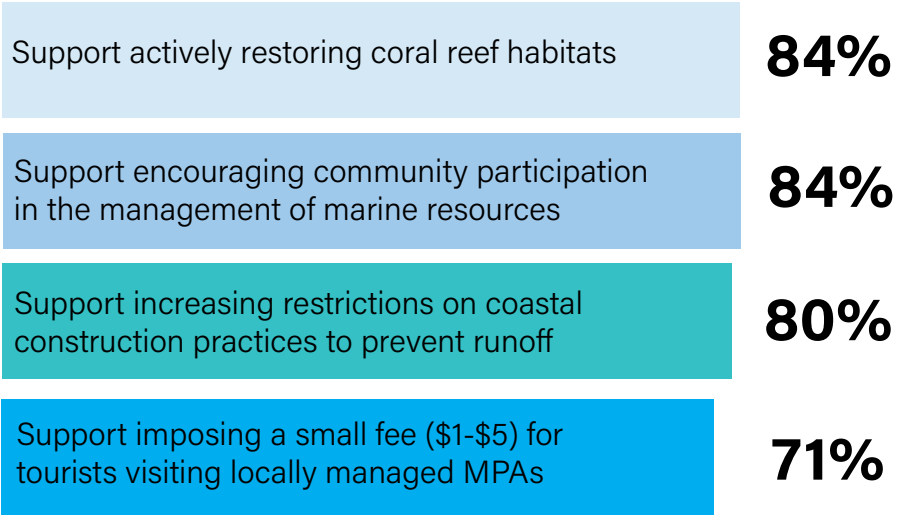 Support actively restoring coral reef habitats
84%
Support encouraging community participation
in the management of marine resources
84%
Support increasing restrictions on coastal
construction practices to prevent runoff
80%
Support imposing a small fee ($1-$5) for
tourists visiting locally managed MPAs
71%